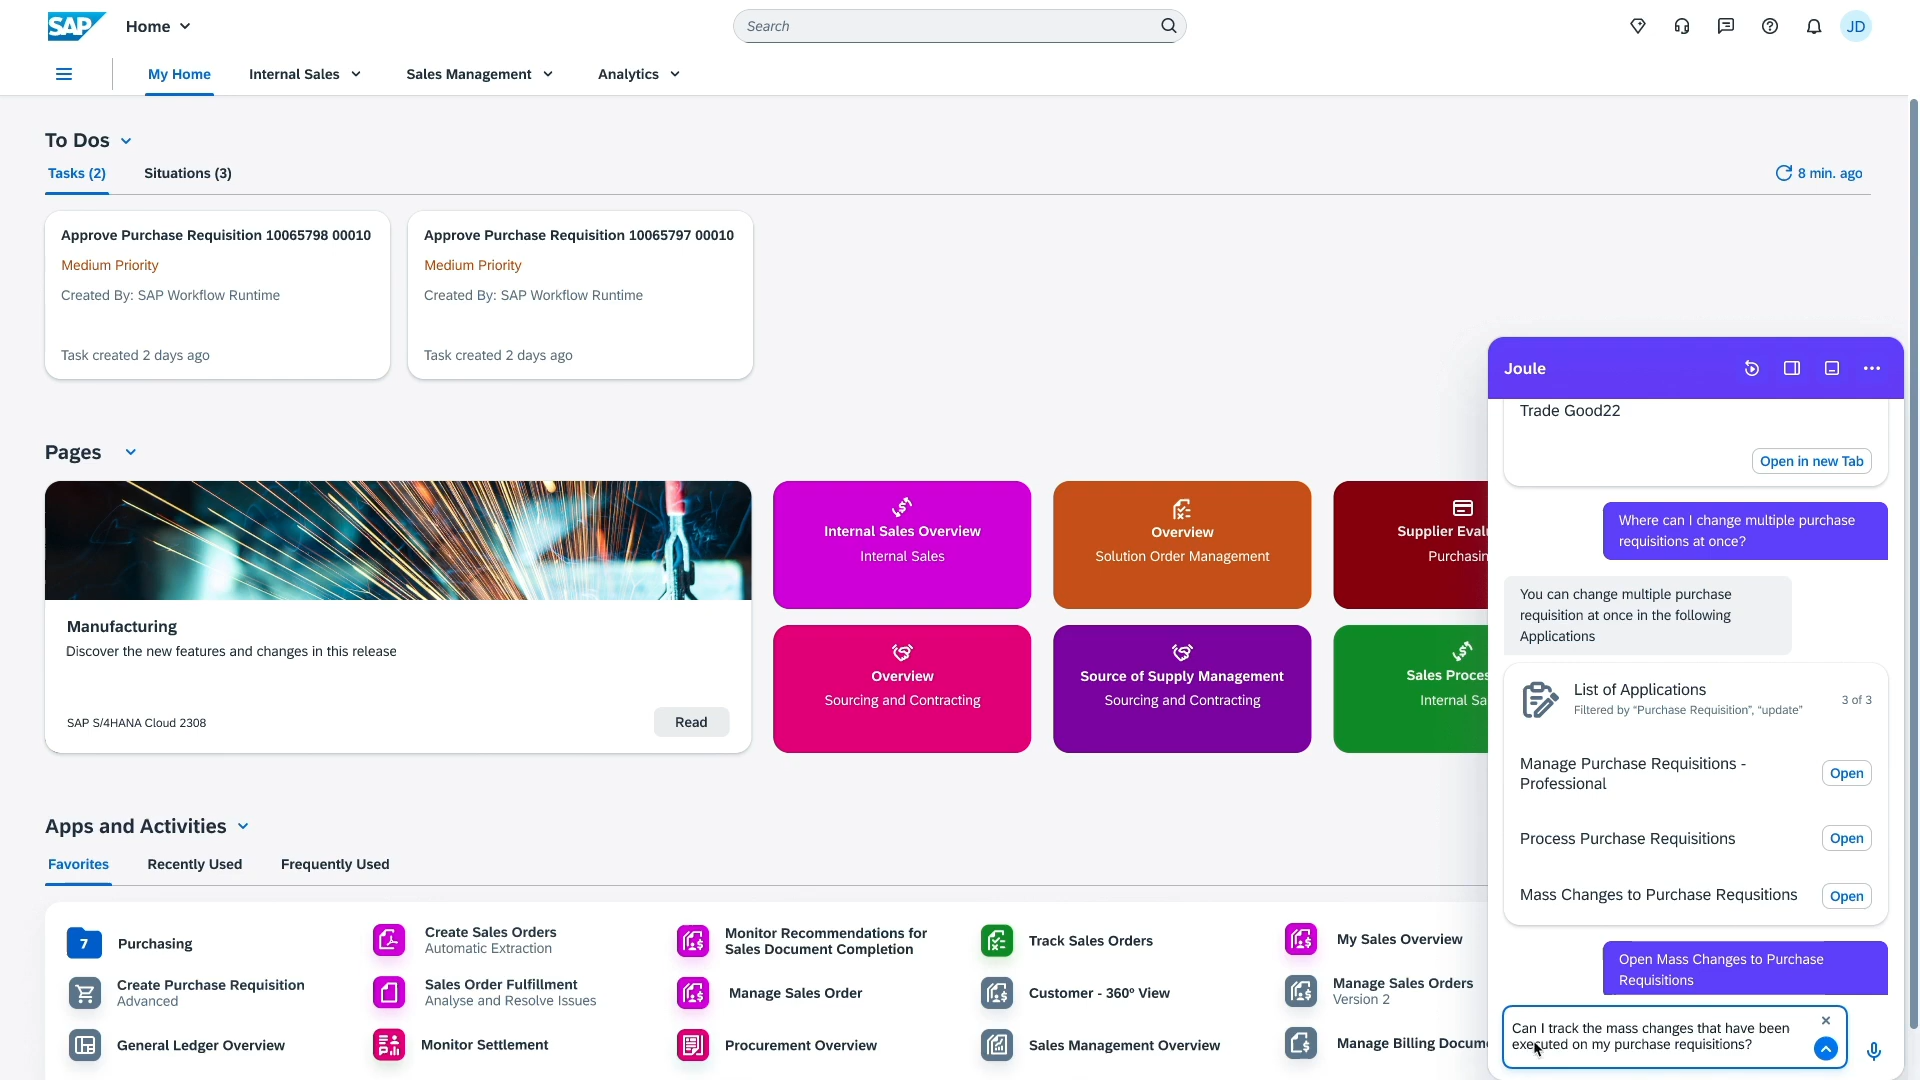 SAP Home
Search
JD
My Home Internal Sales Sales Management Analytics
To Dos
Tasks (2) Situations (3)
8 min. ago
Approve Purchase Requisition 10065798 00010
Medium Priority
Created By: SAP Workflow Runtime
Task created 2 days ago
Approve Purchase Requisition 10065797 00010
Medium Priority
Created By: SAP Workflow Runtime
Task created 2 days ago
Pages
Manufacturing
Discover the new features and changes in this release
SAP S/4HANA Cloud 2308
Read
Internal Sales Overview
Internal Sales
Overview
Solution Order Management
Supplier Eval
Purchasin
Overview
Sourcing and Contracting
Source of Supply Management
Sourcing and Contracting
Sales Proces
Internal Sa
Apps and Activities
Favorites Recently Used Frequently Used
7 Purchasing
Create Sales Orders
Automatic Extraction
Monitor Recommendations for
Sales Document Completion
Track Sales Orders
My Sales Overview
Create Purchase Requisition
Advanced
Sales Order Fulfillment
Analyse and Resolve Issues
Manage Sales Order
Customer - 360º View
Manage Sales Orders
Version 2
General Ledger Overview
Monitor Settlement
Procurement Overview
Sales Management Overview
Manage Billing Docum
Joule
Trade Good22
Open in new Tab
Where can I change multiple purchase
requisitions at once?
You can change multiple purchase
requisition at once in the following
Applications
List of Applications
Filtered by “Purchase Requisition”, “update”
3 of 3
Manage Purchase Requisitions -
Professional
Open
Process Purchase Requisitions
Open
Mass Changes to Purchase Requsitions
Open
Open Mass Changes to Purchase
Requisitions
Can I track the mass changes that have been
executed on my purchase requisitions?